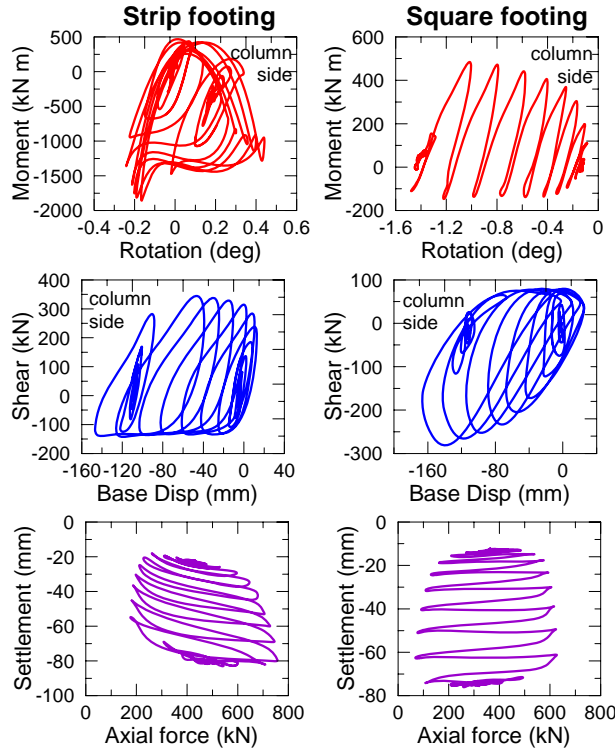 Strip footing
Square footing
Moment (kN m)
500
0
-500
-1000
-1500
-2000
column
side
-0.4 -0.2 0 0.2 0.4 0.6
Rotation (deg)
Moment (kN m)
600
400
200
0
-200
column
side
-1.6 -1.2 -0.8 -0.4 0
Rotation (deg)
Shear (kN)
400
300
200
100
0
-100
-200
column
side
-160 -120 -80 -40 0 40
Base Disp (mm)
Shear (kN)
100
0
-100
-200
-300
column
side
-160 -80 0
Base Disp (mm)
Settlement (mm)
0
-20
-40
-60
-80
-100
0 200 400 600 800
Axial force (kN)
Settlement (mm)
0
-20
-40
-60
-80
0 200 400 600 800
Axial force (kN)